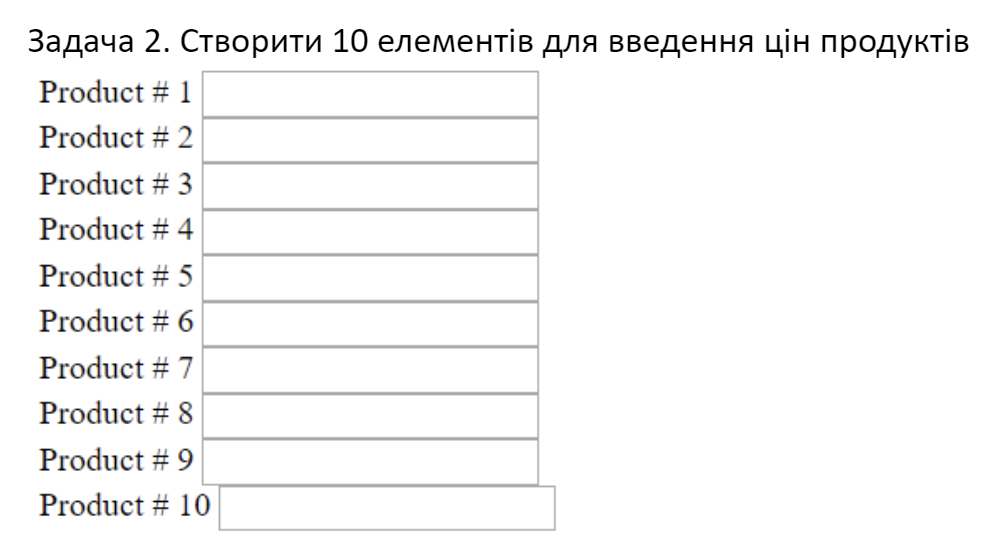 Задача 2. Створити 10 елементів для введення цін продуктів
Product # 1
Product # 2
Product # 3
Product # 4
Product # 5
Product # 6
Product # 7
Product # 8
Product # 9
Product # 10